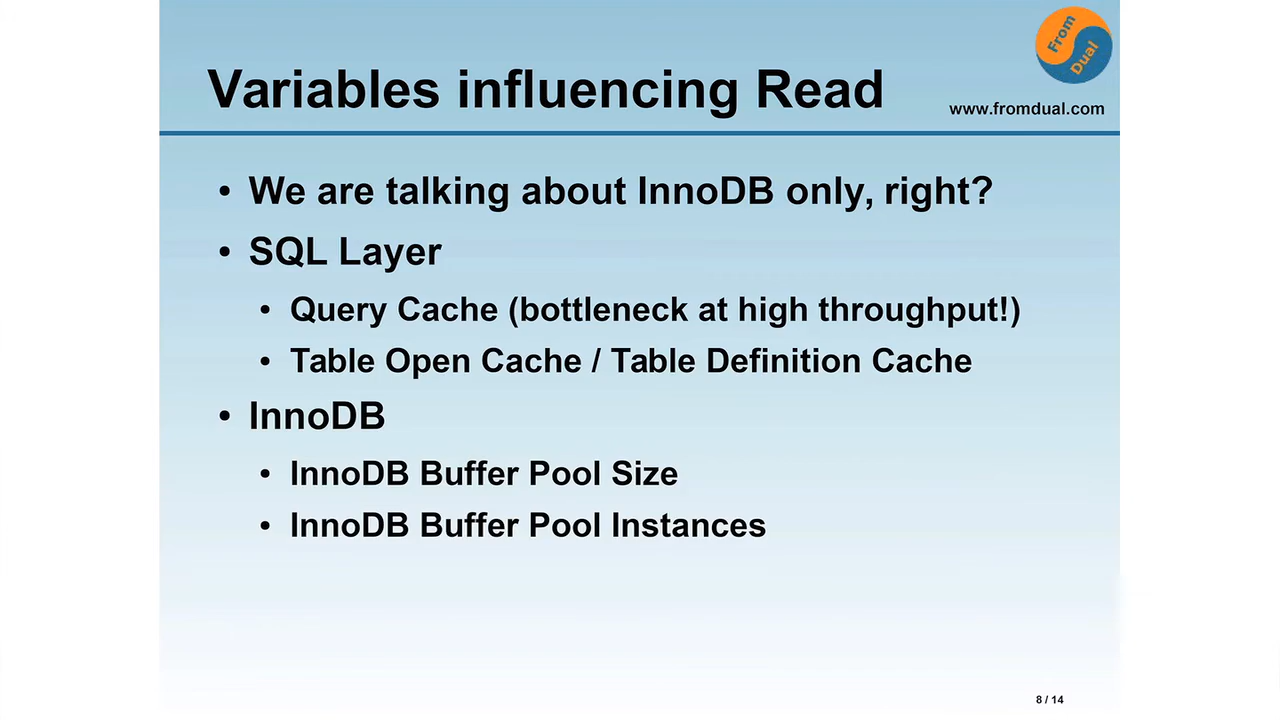 From
Dual
Variables influencing Read
www.fromdual.com
• We are talking about InnoDB only, right?
• SQL Layer
• Query Cache (bottleneck at high throughput!)
• Table Open Cache / Table Definition Cache
• InnoDB
• InnoDB Buffer Pool Size
• InnoDB Buffer Pool Instances
8 / 14